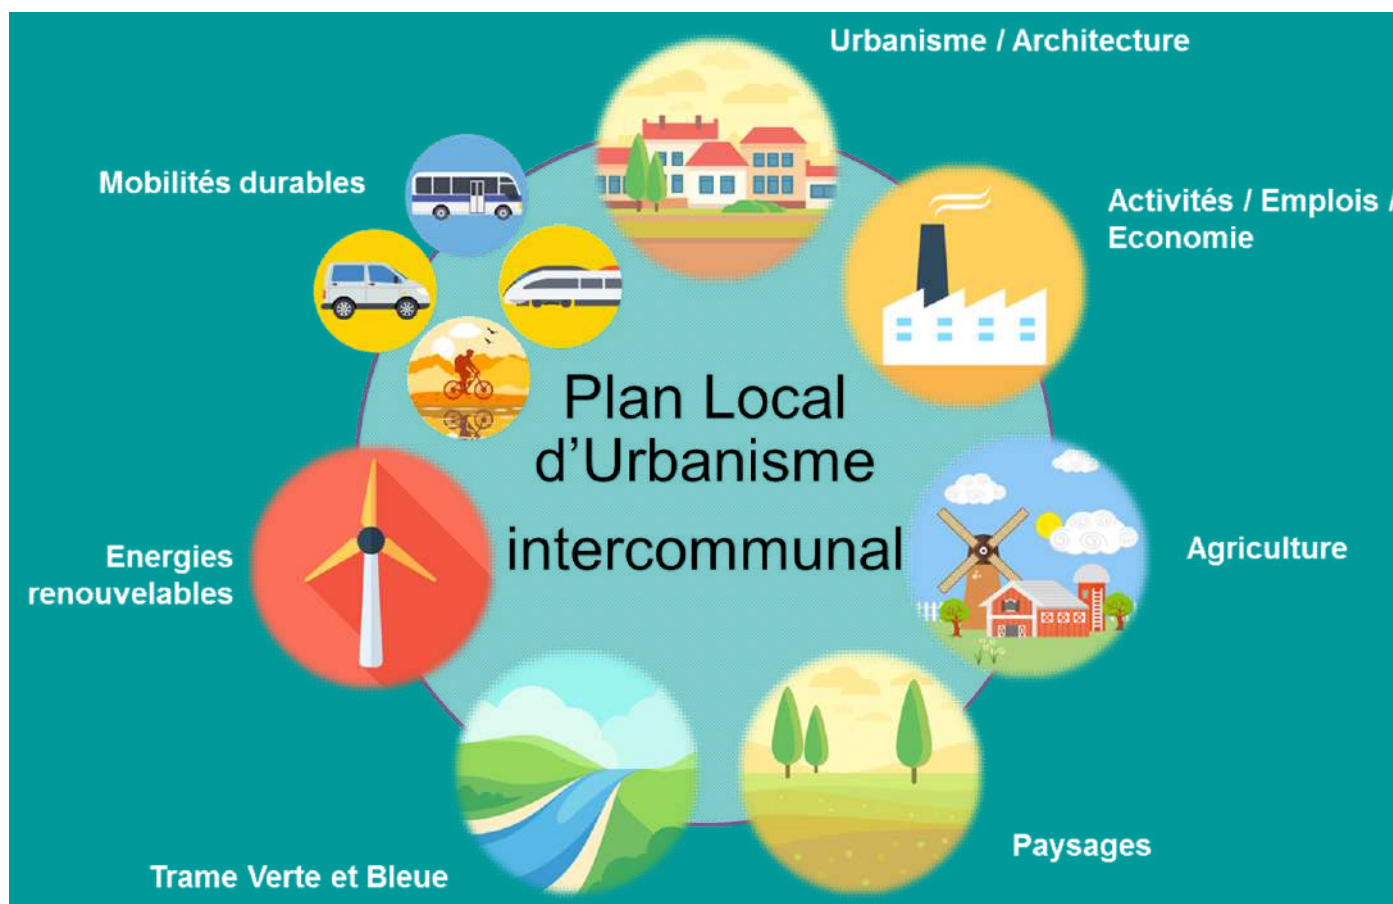 Urbanisme / Architecture
Mobilités durables
Activités / Emplois /
Economie
Plan Local
d'Urbanisme
intercommunal
Energies
renouvelables
Agriculture
Paysages
Trame Verte et Bleue